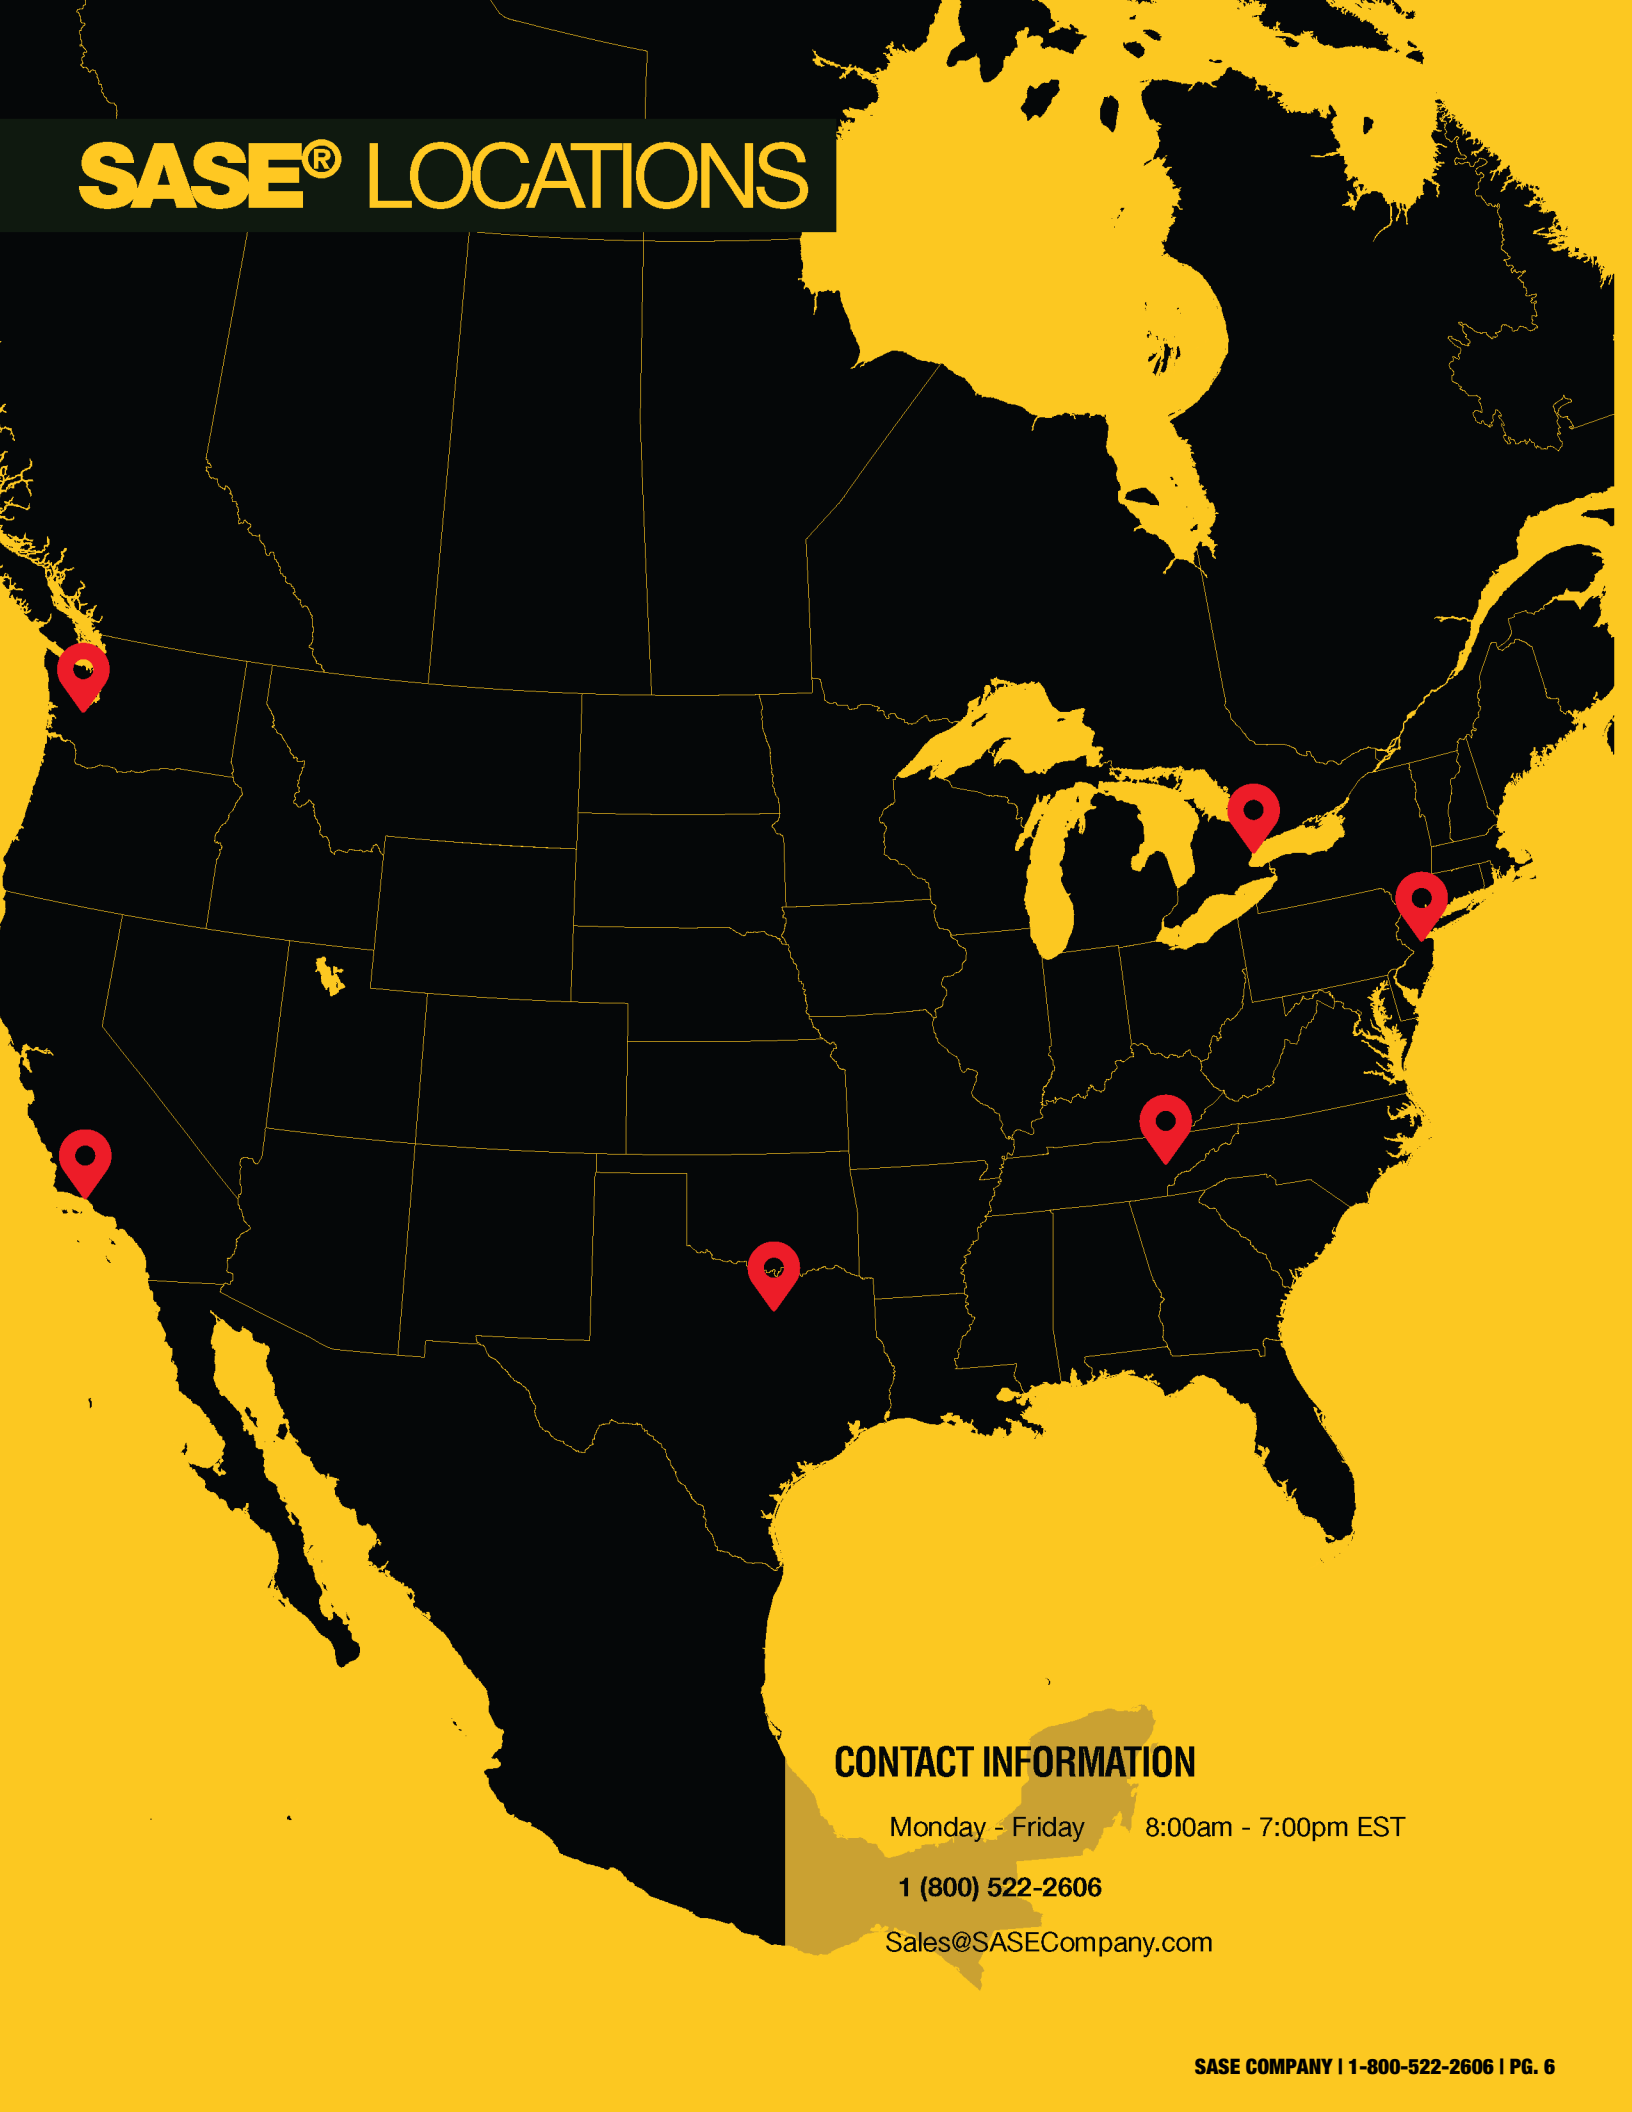 SASE® LOCATIONS
CONTACT INFORMATION
Monday - Friday 8:00am - 7:00pm EST
1 (800) 522-2606
Sales@SASECompany.com
SASE COMPANY | 1-800-522-2606 | PG. 6